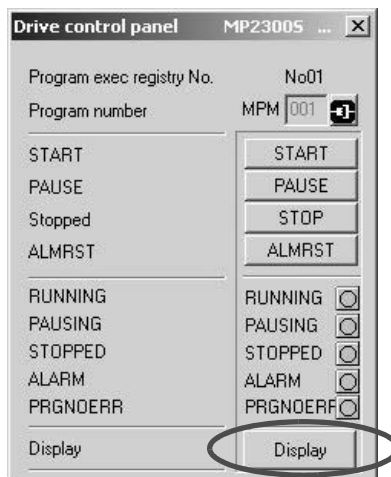 Drive control panel MP2300S ...
Program exec registry No. No01
Program number MPM 001
START START
PAUSE PAUSE
Stopped STOP
ALMRST ALMRST
RUNNING RUNNING
PAUSING PAUSING
STOPPED STOPPED
ALARM ALARM
PRGNOERR PRGNOERR
Display Display